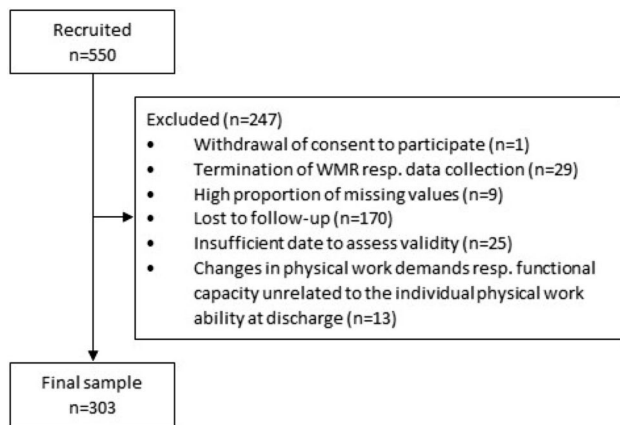 Recruited
n=550
Excluded (n=247)
• Withdrawal of consent to participate (n=1)
• Termination of WMR resp. data collection (n=29)
• High proportion of missing values (n=9)
• Lost to follow-up (n=170)
• Insufficient date to assess validity (n=25)
• Changes in physical work demands resp. functional
capacity unrelated to the individual physical work
ability at discharge (n=13)
Final sample
n=303